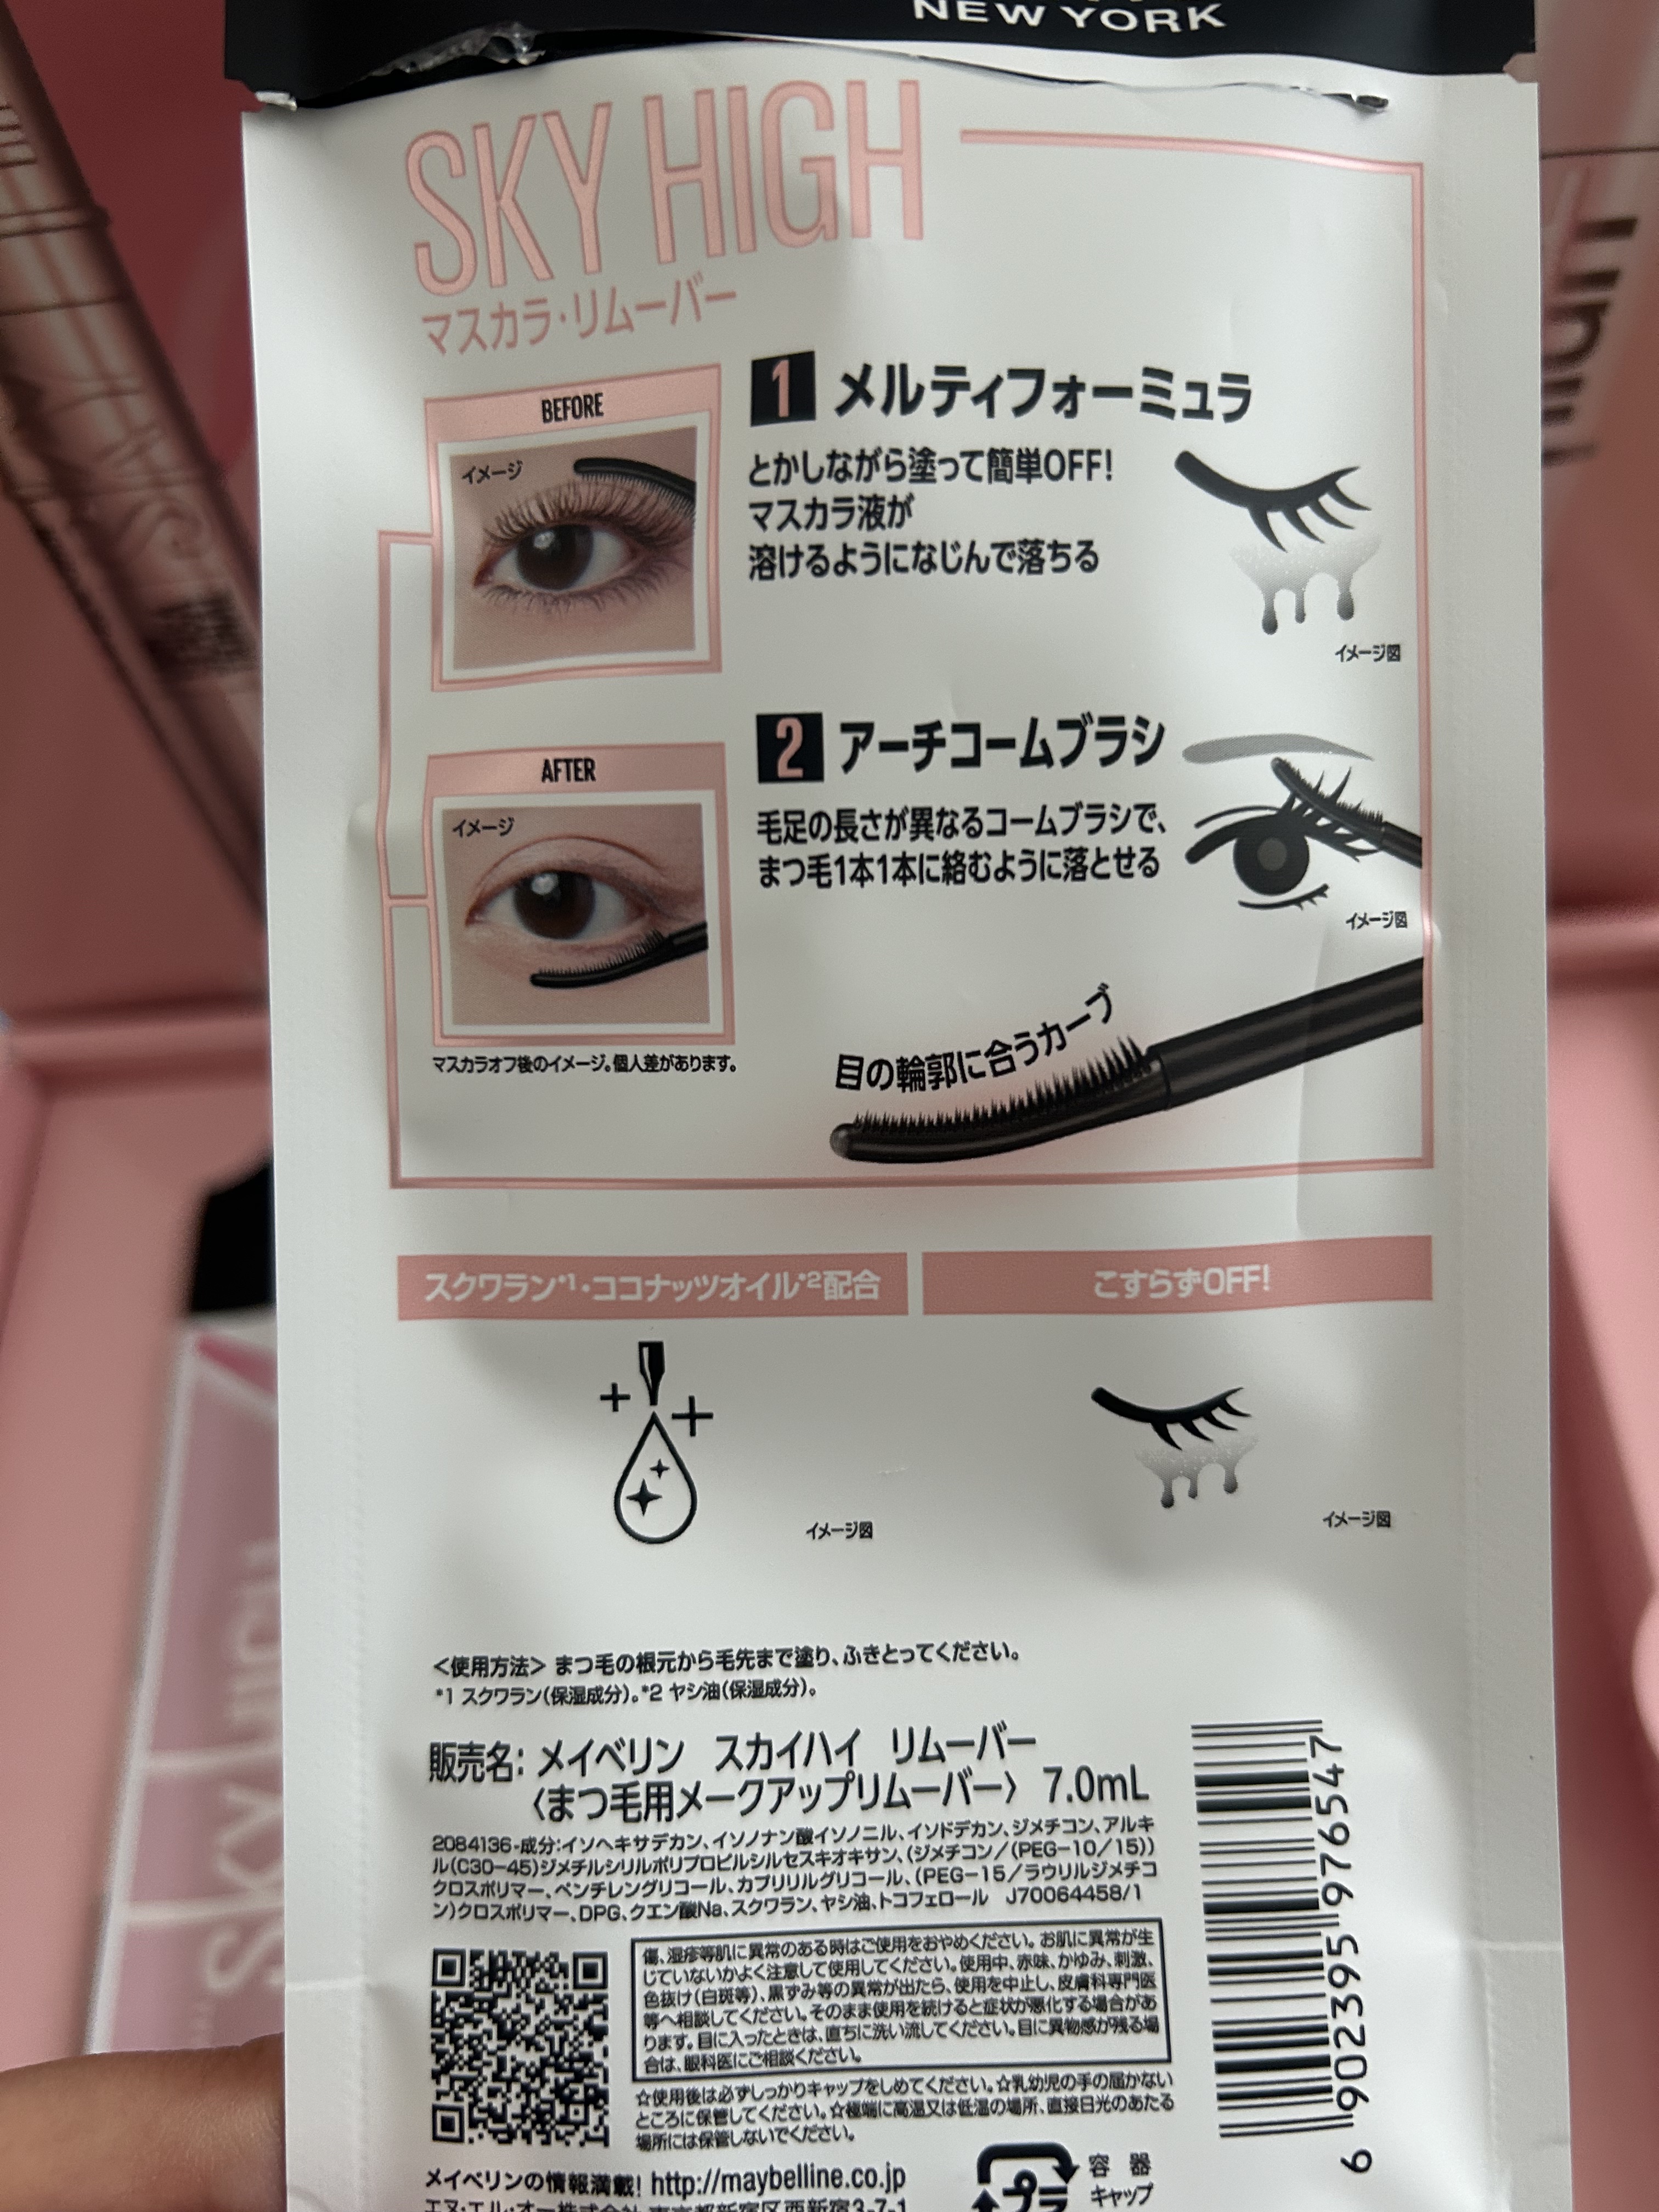 NEW YORK
SKY HIGH
マスカラ・リムーバー
BEFORE
イメージ
1 メルティフォーミュラ
とかしながら塗って簡単OFF!
マスカラ液が
溶けるようになじんで落ちる
イメージ図
AFTER
イメージ
マスカラオフ後のイメージ。個人差があります。
2 アーチコームブラシ
毛足の長さが異なるコームブラシで、
まつ毛1本1本に絡むように落とせる
イメージ図
目の輪郭に合うカーブ
スクワラン*1・ココナッツオイル*2配合
イメージ図
こすらずOFF!
イメージ図
<使用方法> まつ毛の根元から毛先まで塗り、ふきとってください。
*1 スクワラン(保湿成分)。*2 ヤシ油(保湿成分)。
販売名: メイベリン スカイハイ リムーバー
〈まつ毛用メークアップリムーバー〉 7.0mL
2084136-成分:イソヘキサデカン、イソノナン酸イソノニル、イソドデカン、ジメチコン、アルキ
ル(C30-45)ジメチルシリルポリプロピルシルセスキオキサン、(ジメチコン/(PEG-10/15))
クロスポリマー、ペンチレングリコール、カプリリルグリコール、(PEG-15/ラウリルジメチコ
ン)クロスポリマー、DPG、クエン酸Na、スクワラン、ヤシ油、トコフェロール J70064458/1
傷、湿疹等肌に異常のある時はご使用をおやめください。お肌に異常が生
じていないかよく注意して使用してください。使用中、赤味、かゆみ、刺激、
色抜け(白斑等)、黒ずみ等の異常が出たら、使用を中止し、皮膚科専門医
等へ相談してください。そのまま使用を続けると症状が悪化する場合があ
ります。目に入ったときは、直ちに洗い流してください。目に異物感が残る場
合は、眼科医にご相談ください。
☆使用後は必ずしっかりキャップをしめてください。☆乳幼児の手の届かない
ところに保管してください。☆極端に高温又は低温の場所、直接日光のあたる
場所には保管しないでください。
メイベリンの情報満載! http://maybelline.co.jp
エヌ・エル・オー株式会社 東京都新宿区西新宿3-7-1
プラ
容器
キャップ
6 902395 976547
SKY HIGH